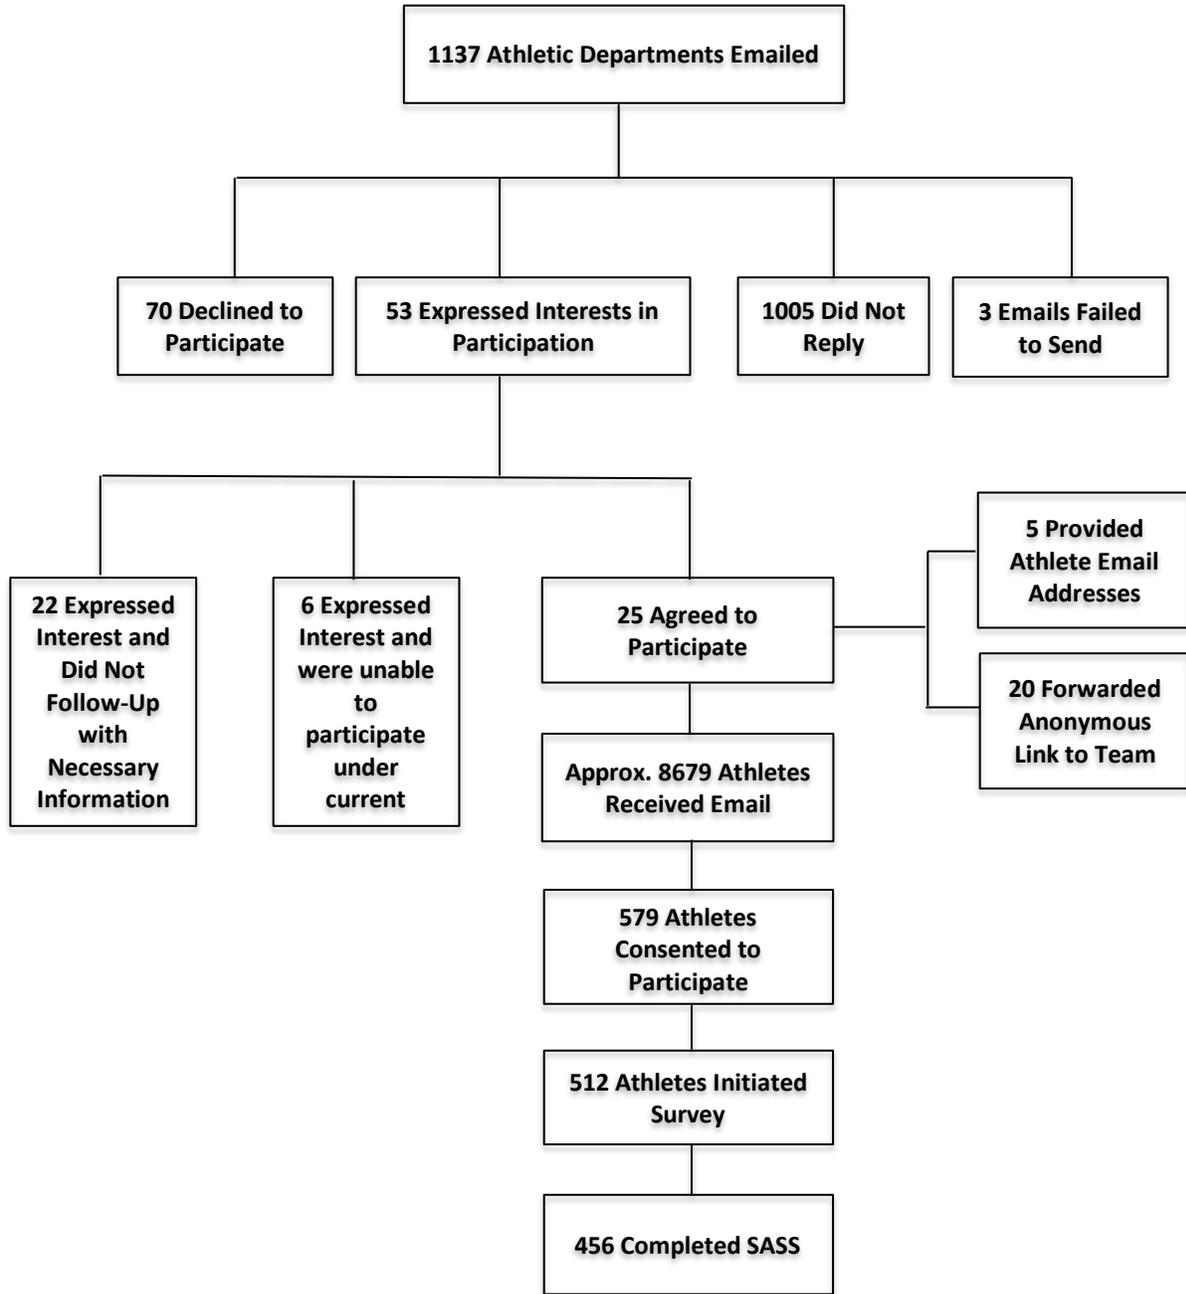 1137 Athletic Departments Emailed
70 Declined to
Participate
53 Expressed Interests in
Participation
1005 Did Not
Reply
3 Emails Failed
to Send
22 Expressed
Interest and
Did Not
Follow-Up
with
Necessary
Information
6 Expressed
Interest and
were unable
to
participate
under
current
25 Agreed to
Participate
5 Provided
Athlete Email
Addresses
20 Forwarded
Anonymous
Link to Team
Approx. 8679 Athletes
Received Email
579 Athletes
Consented to
Participate
512 Athletes Initiated
Survey
456 Completed SASS